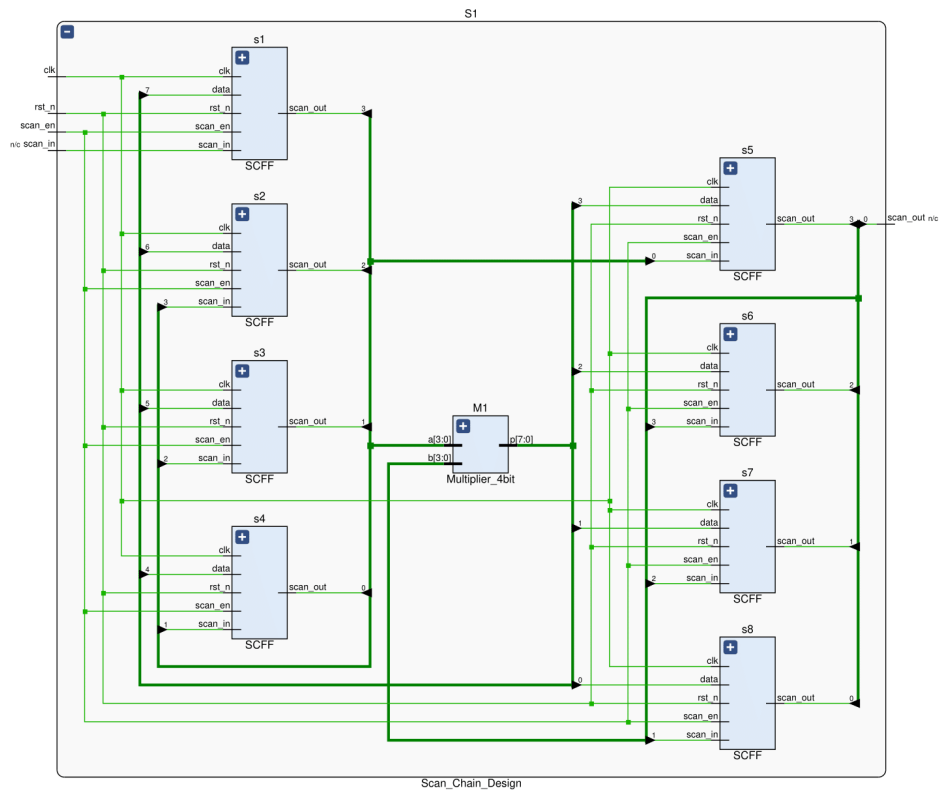 S1
clk
rst_n
scan_en
n/c scan_in
s1
clk
7 data
rst_n
scan_en
scan_in
scan_out 3
SCFF
s2
clk
6 data
rst_n
scan_en
3 scan_in
scan_out 2
SCFF
s3
clk
5 data
rst_n
scan_en
2 scan_in
scan_out 1
SCFF
s4
clk
4 data
rst_n
scan_en
1 scan_in
scan_out 0
SCFF
M1
a[3:0]
b[3:0]
p[7:0]
Multiplier_4bit
s5
clk
3 data
rst_n
scan_en
0 scan_in
scan_out 3 0
scan_out n/c
SCFF
s6
clk
2 data
rst_n
scan_en
3 scan_in
scan_out 2
SCFF
s7
clk
1 data
rst_n
scan_en
2 scan_in
scan_out 1
SCFF
s8
clk
0 data
rst_n
scan_en
1 scan_in
scan_out 0
SCFF
Scan_Chain_Design